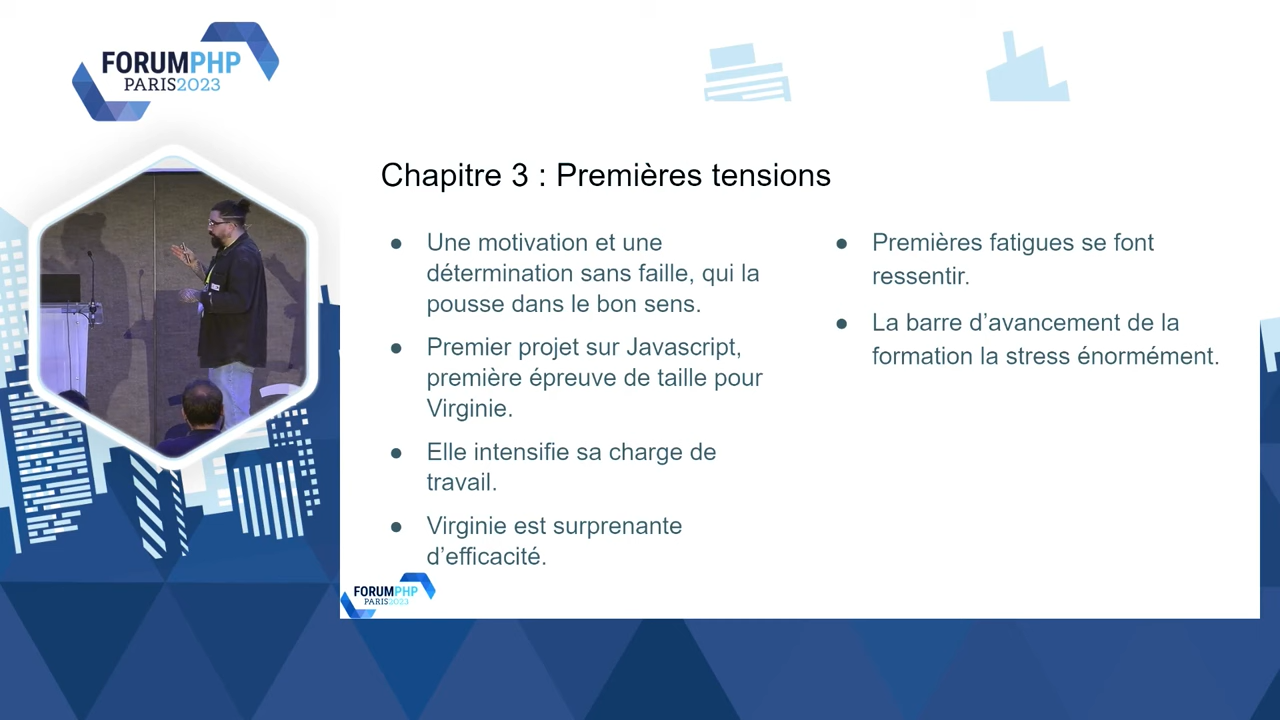 FORUMPHP
PARIS2023
Chapitre 3 : Premières tensions
● Une motivation et une
détermination sans faille, qui la
pousse dans le bon sens.
● Premier projet sur Javascript,
première épreuve de taille pour
Virginie.
● Elle intensifie sa charge de
travail.
● Virginie est surprenante
d’efficacité.
● Premières fatigues se font
ressentir.
● La barre d’avancement de la
formation la stress énormément.
FORUMPHP
PARIS2023